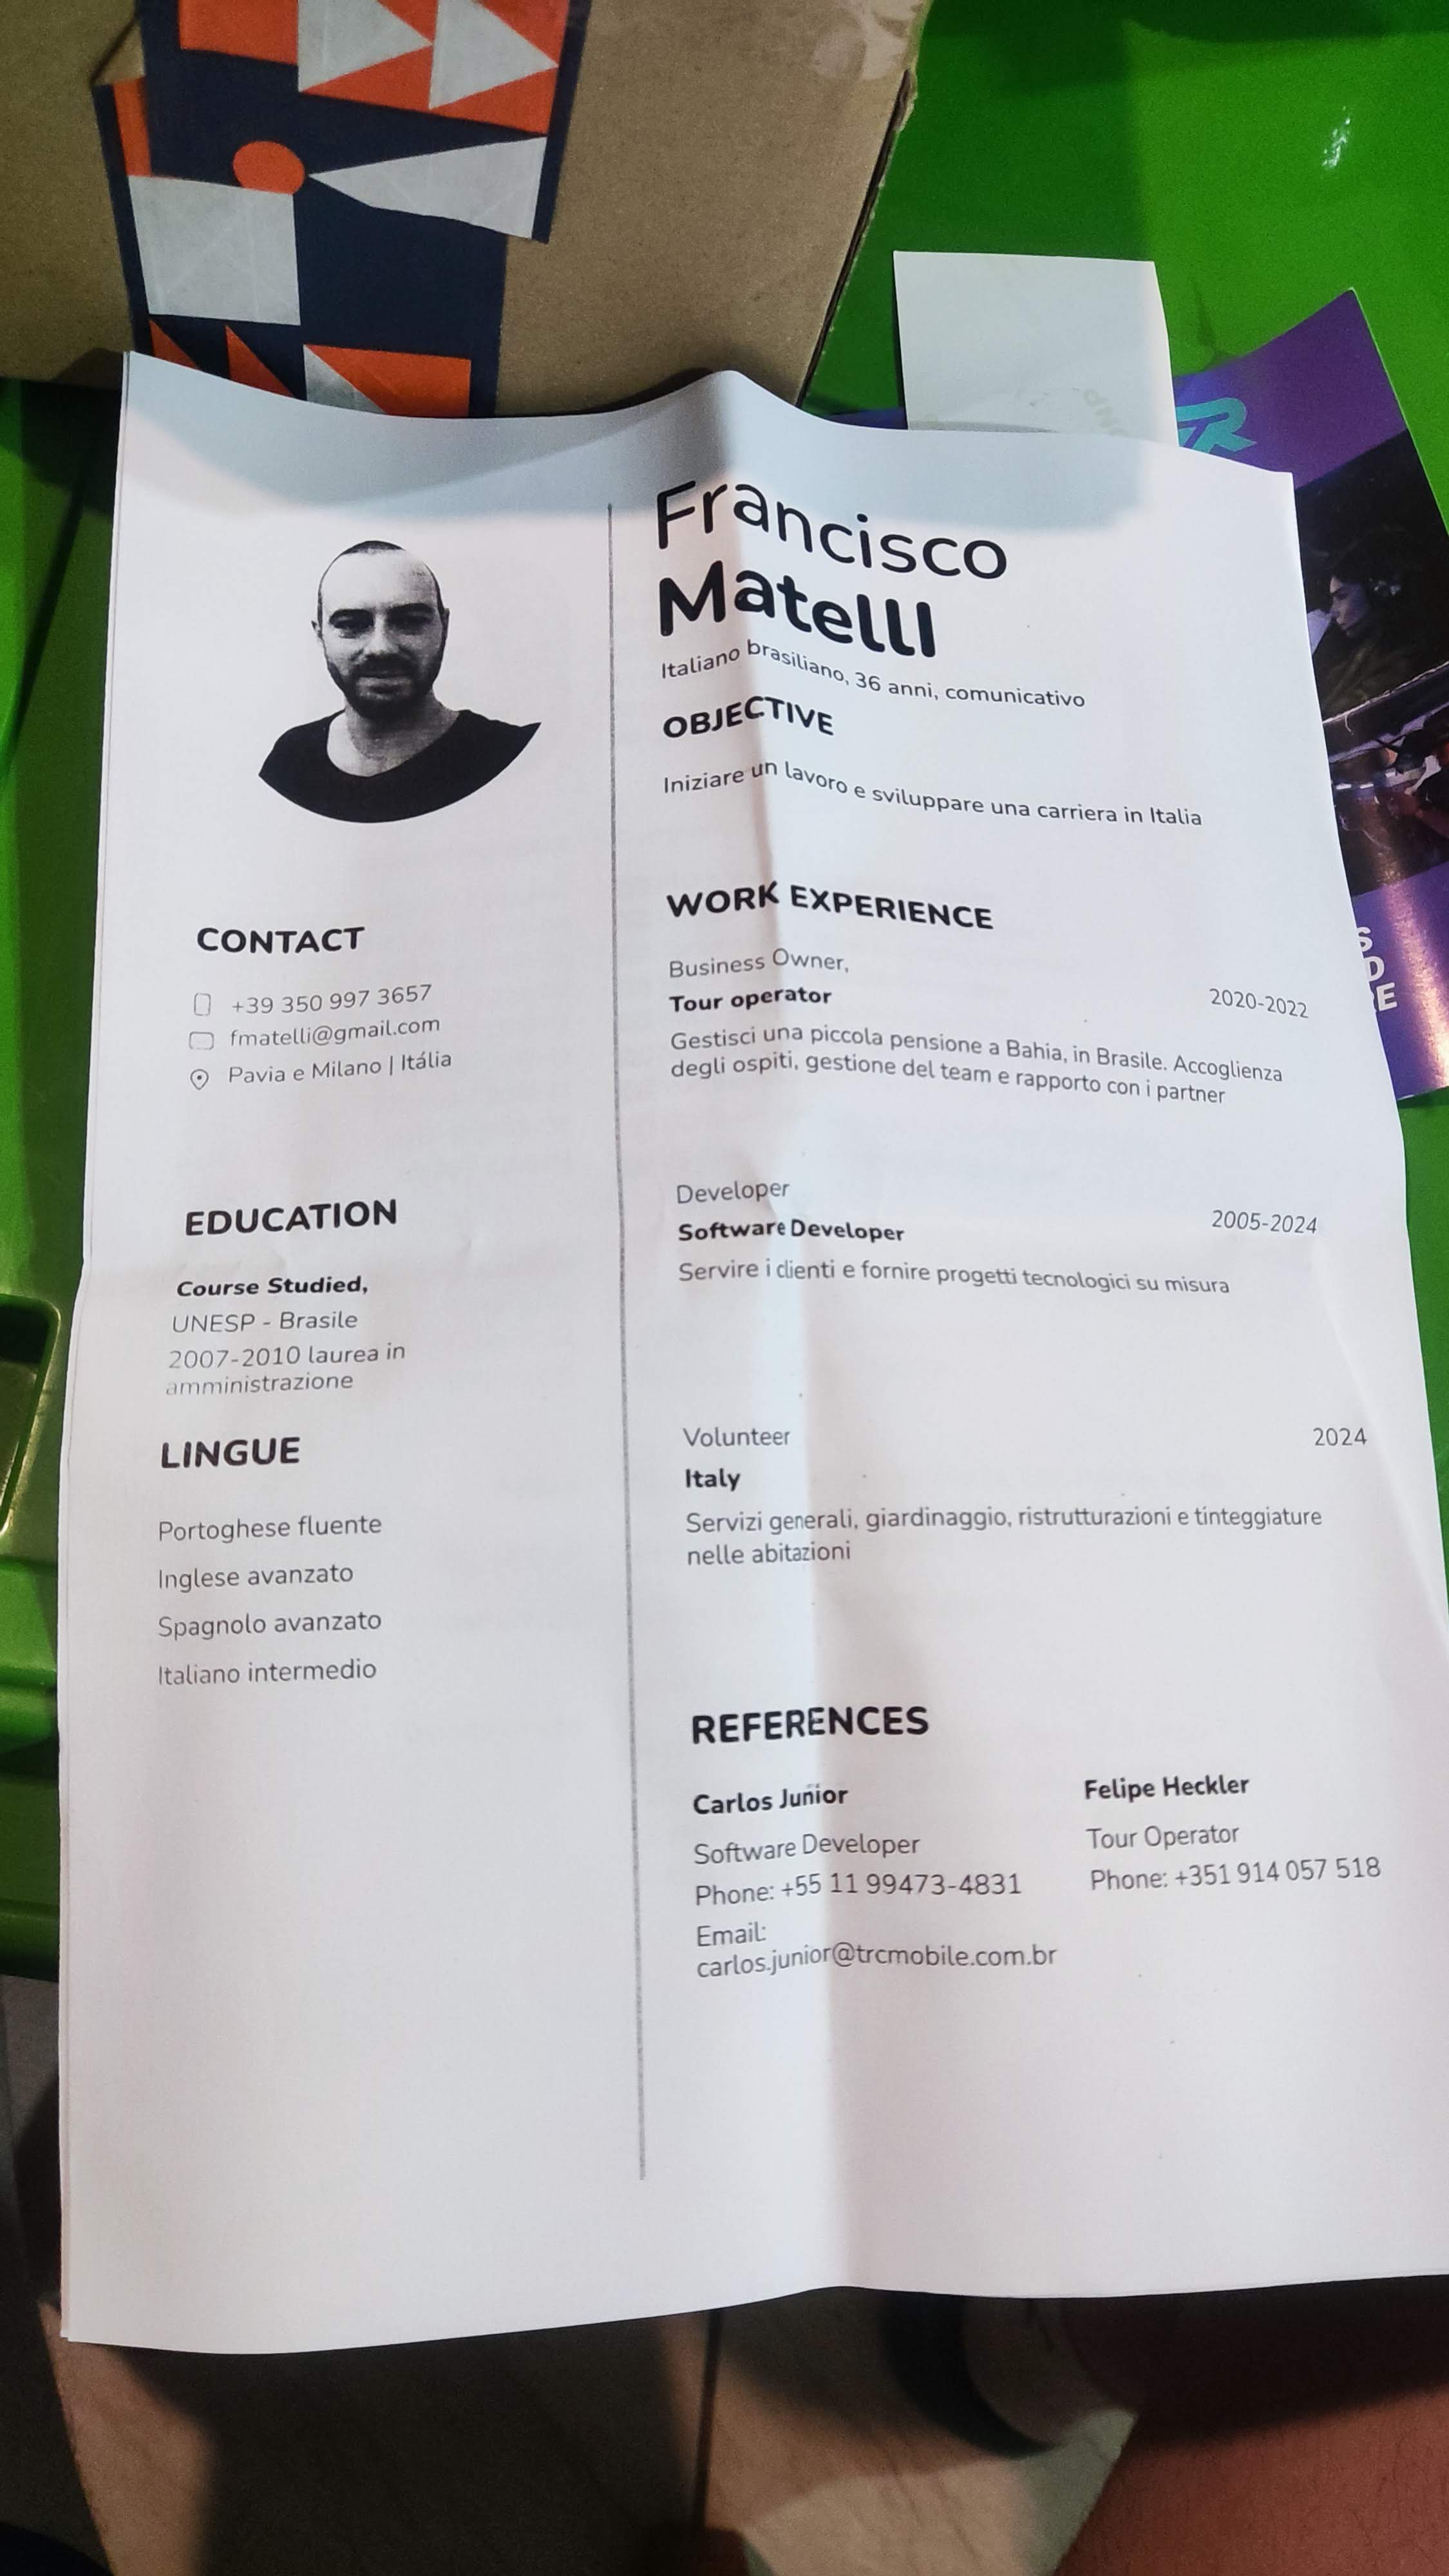 Francisco
MatellI
Italiano brasiliano, 36 anni, comunicativo
OBJECTIVE
Iniziare un lavoro e sviluppare una carriera in Italia
CONTACT
+39 350 997 3657
fmatelli@gmail.com
Pavia e Milano | Itália
EDUCATION
Course Studied,
UNESP - Brasile
2007-2010 laurea in
amministrazione
LINGUE
Portoghese fluente
Inglese avanzato
Spagnolo avanzato
Italiano intermedio
WORK EXPERIENCE
Business Owner,
Tour operator 2020-2022
Gestisci una piccola pensione a Bahia, in Brasile. Accoglienza
degli ospiti, gestione del team e rapporto con i partner
Developer
Software Developer 2005-2024
Servire i clienti e fornire progetti tecnologici su misura
Volunteer 2024
Italy
Servizi generali, giardinaggio, ristrutturazioni e tinteggiature
nelle abitazioni
REFERENCES
Carlos Junior
Software Developer
Phone: +55 11 99473-4831
Email:
carlos.junior@trcmobile.com.br
Felipe Heckler
Tour Operator
Phone: +351 914 057 518